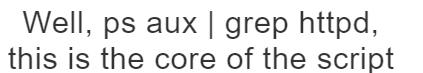 Well, ps aux | grep httpd,
this is the core of the script